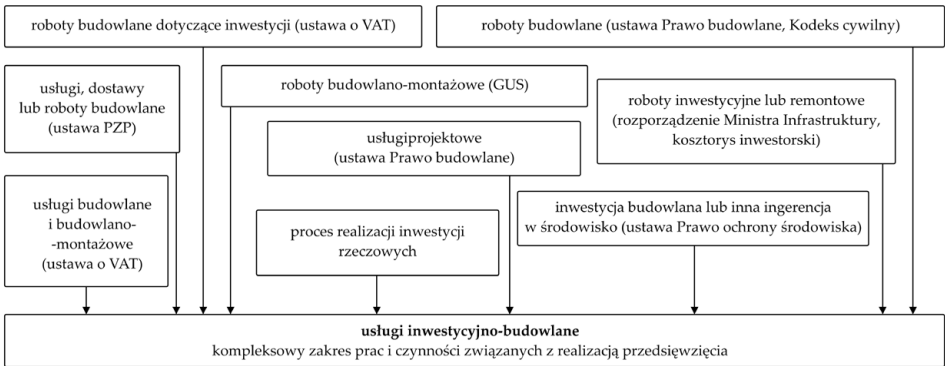 roboty budowlane dotyczące inwestycji (ustawa o VAT)
roboty budowlane (ustawa Prawo budowlane, Kodeks cywilny)
usługi, dostawy
lub roboty budowlane
(ustawa PZP)
roboty budowlano-montażowe (GUS)
roboty inwestycyjne lub remontowe
(rozporządzenie Ministra Infrastruktury,
kosztorys inwestorski)
usługiprojektowe
(ustawa Prawo budowlane)
usługi budowlane
i budowlano-
-montażowe
(ustawa o VAT)
proces realizacji inwestycji
rzeczowych
inwestycja budowlana lub inna ingerencja
w środowisko (ustawa Prawo ochrony środowiska)
usługi inwestycyjno-budowlane
kompleksowy zakres prac i czynności związanych z realizacją przedsięwzięcia